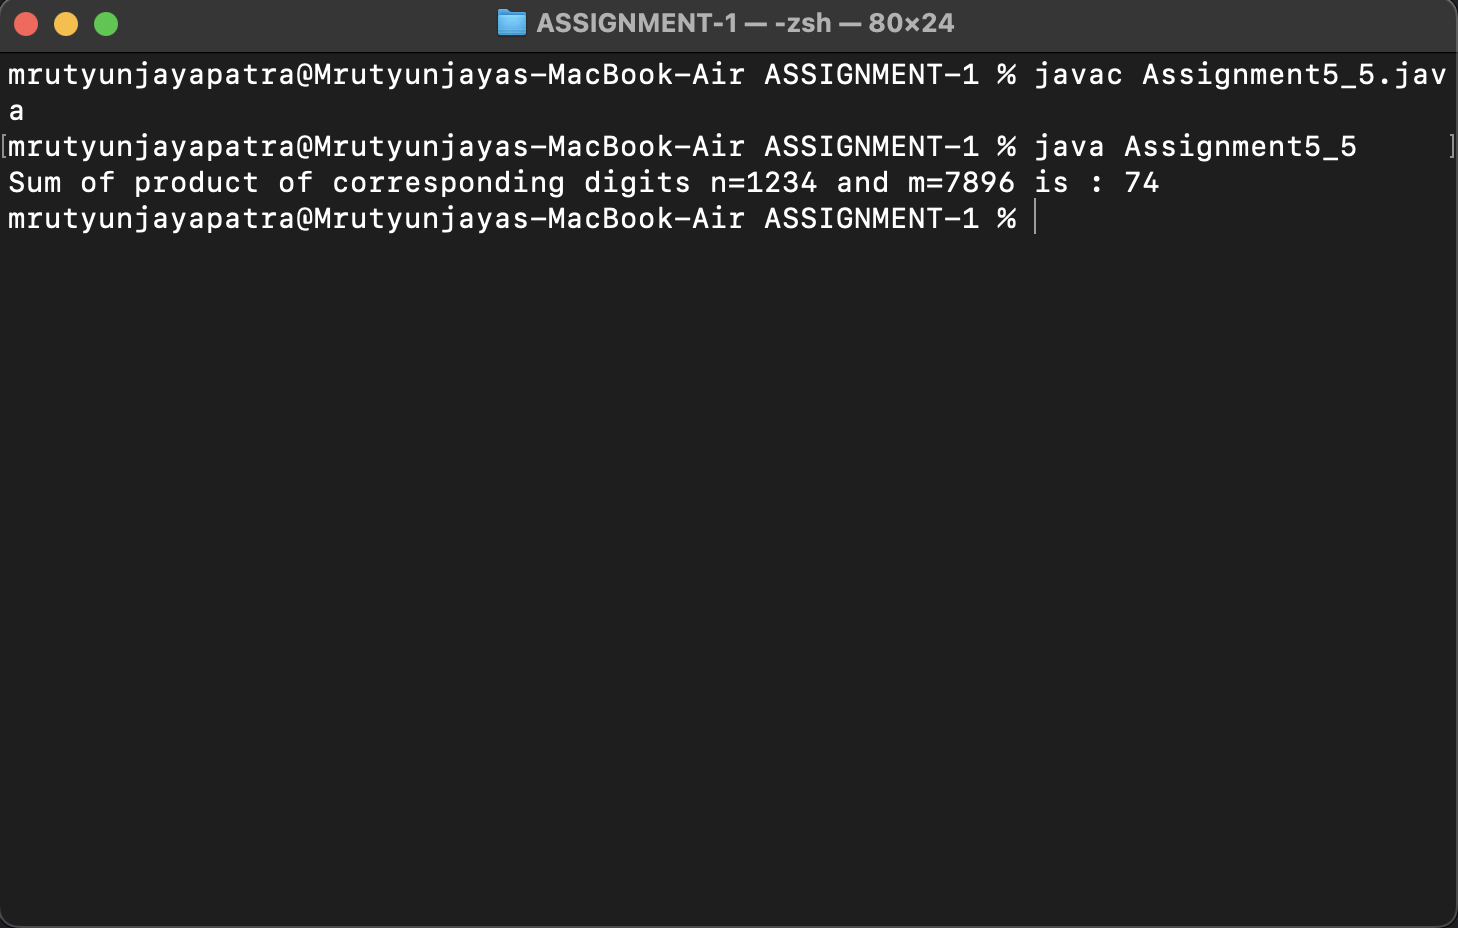 ASSIGNMENT-1 — -zsh — 80×24
mrutyunjayapatra@Mrutyunjayas-MacBook-Air ASSIGNMENT-1 % javac Assignment5_5.jav
a
[mrutyunjayapatra@Mrutyunjayas-MacBook-Air ASSIGNMENT-1 % java Assignment5_5 ]
Sum of product of corresponding digits n=1234 and m=7896 is : 74
mrutyunjayapatra@Mrutyunjayas-MacBook-Air ASSIGNMENT-1 %